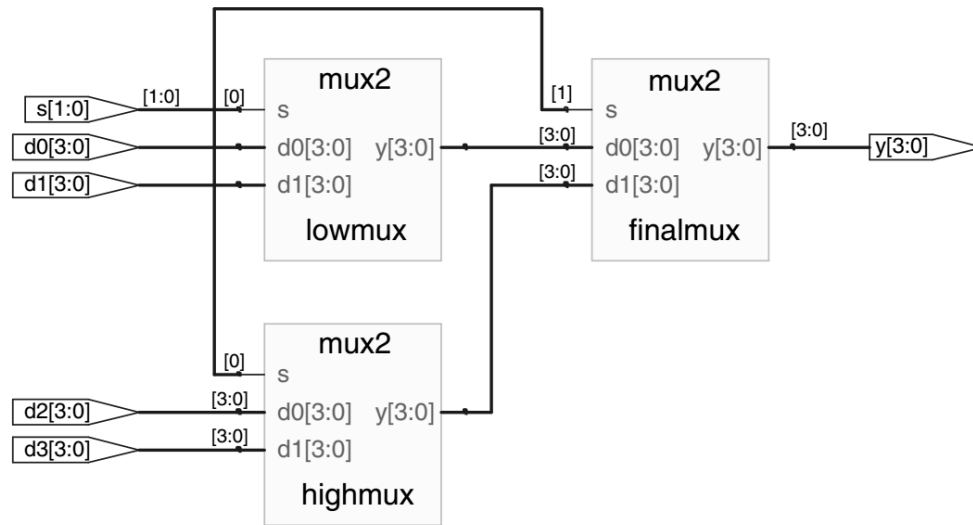 mux2
mux2
[1:0]
[0]
[1]
s[1:0]
s
s
[3:0]
[3:0]
d0[3:0]
d0[3:0]
y[3:0]
d0[3:0]
y[3:0]
y[3:0]
[3:0]
d1[3:0]
d1[3:0]
d1[3:0]
lowmux
finalmux
mux2
[0]
s
[3:0]
d2[3:0]
d0[3:0]
y[3:0]
[3:0]
d3[3:0]
d1[3:0]
highmux